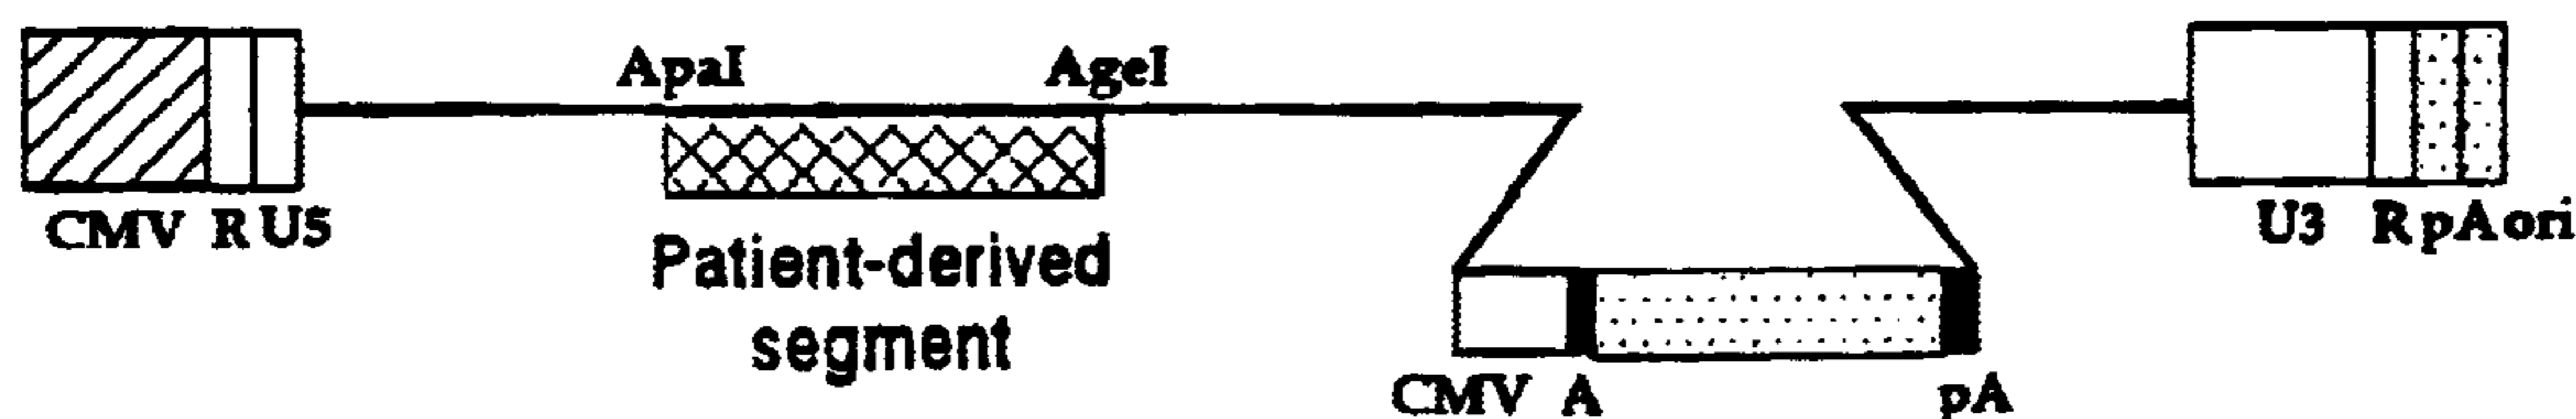 ApaI AgeI
CMV R U5
Patient-derived
segment
U3 R pA ori
CMV A pA